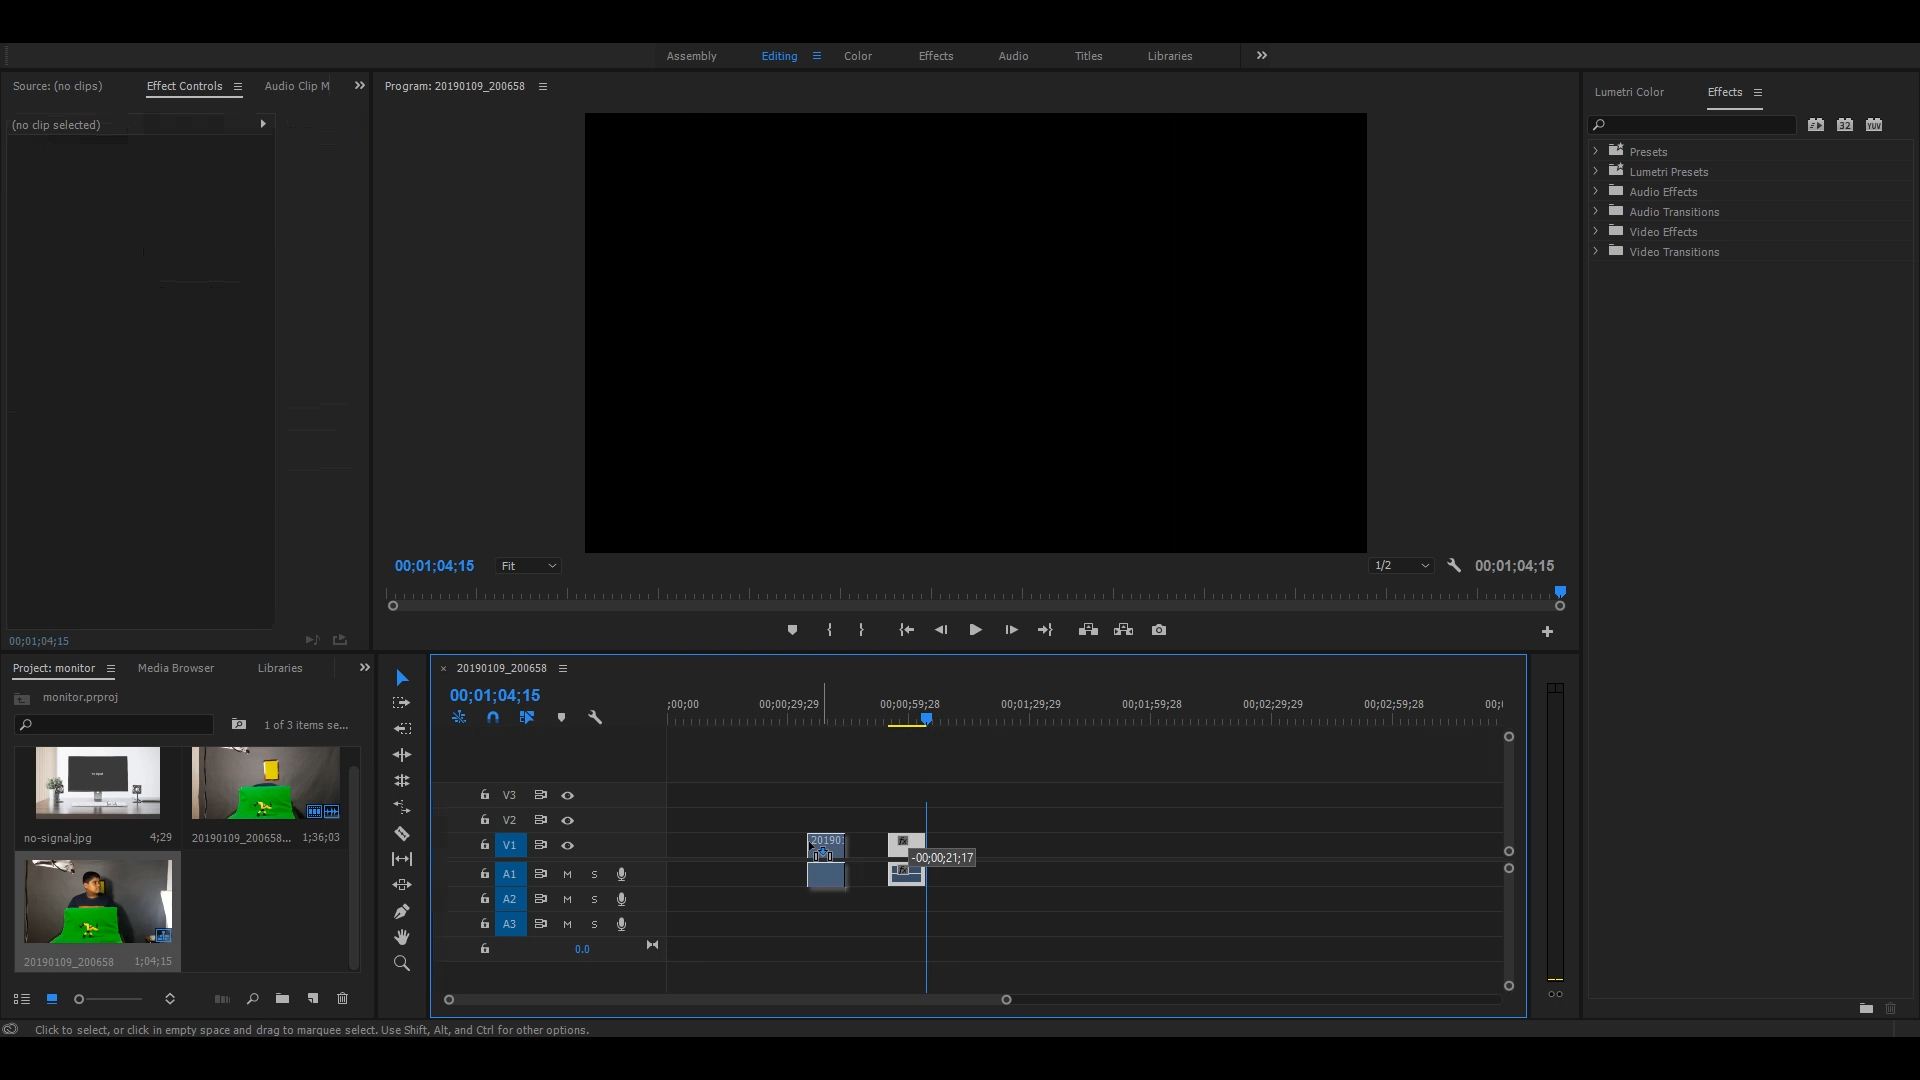 Assembly Editing Color Effects Audio Titles Libraries
Source: (no clips) Effect Controls Audio Clip M
(no clip selected)
00;01;04;15
Program: 20190109_200658
00;01;04;15 Fit 1/2 00;01;04;15
Lumetri Color Effects
32 YUV
Presets
Lumetri Presets
Audio Effects
Audio Transitions
Video Effects
Video Transitions
Project: monitor Media Browser Libraries
monitor.prproj
1 of 3 items se...
no-signal.jpg 4;29
20190109_200658... 1;36;03
20190109_200658 1;04;15
20190109_200658
00;01;04;15
;00;00 00;00;29;29 00;00;59;28 00;01;29;29 00;01;59;28 00;02;29;29 00;02;59;28 00;
V3
V2
V1 20190 fx
-00;00;21;17
A1 M S fx
A2 M S
A3 M S
0.0
Click to select, or click in empty space and drag to marquee select. Use Shift, Alt, and Ctrl for other options.